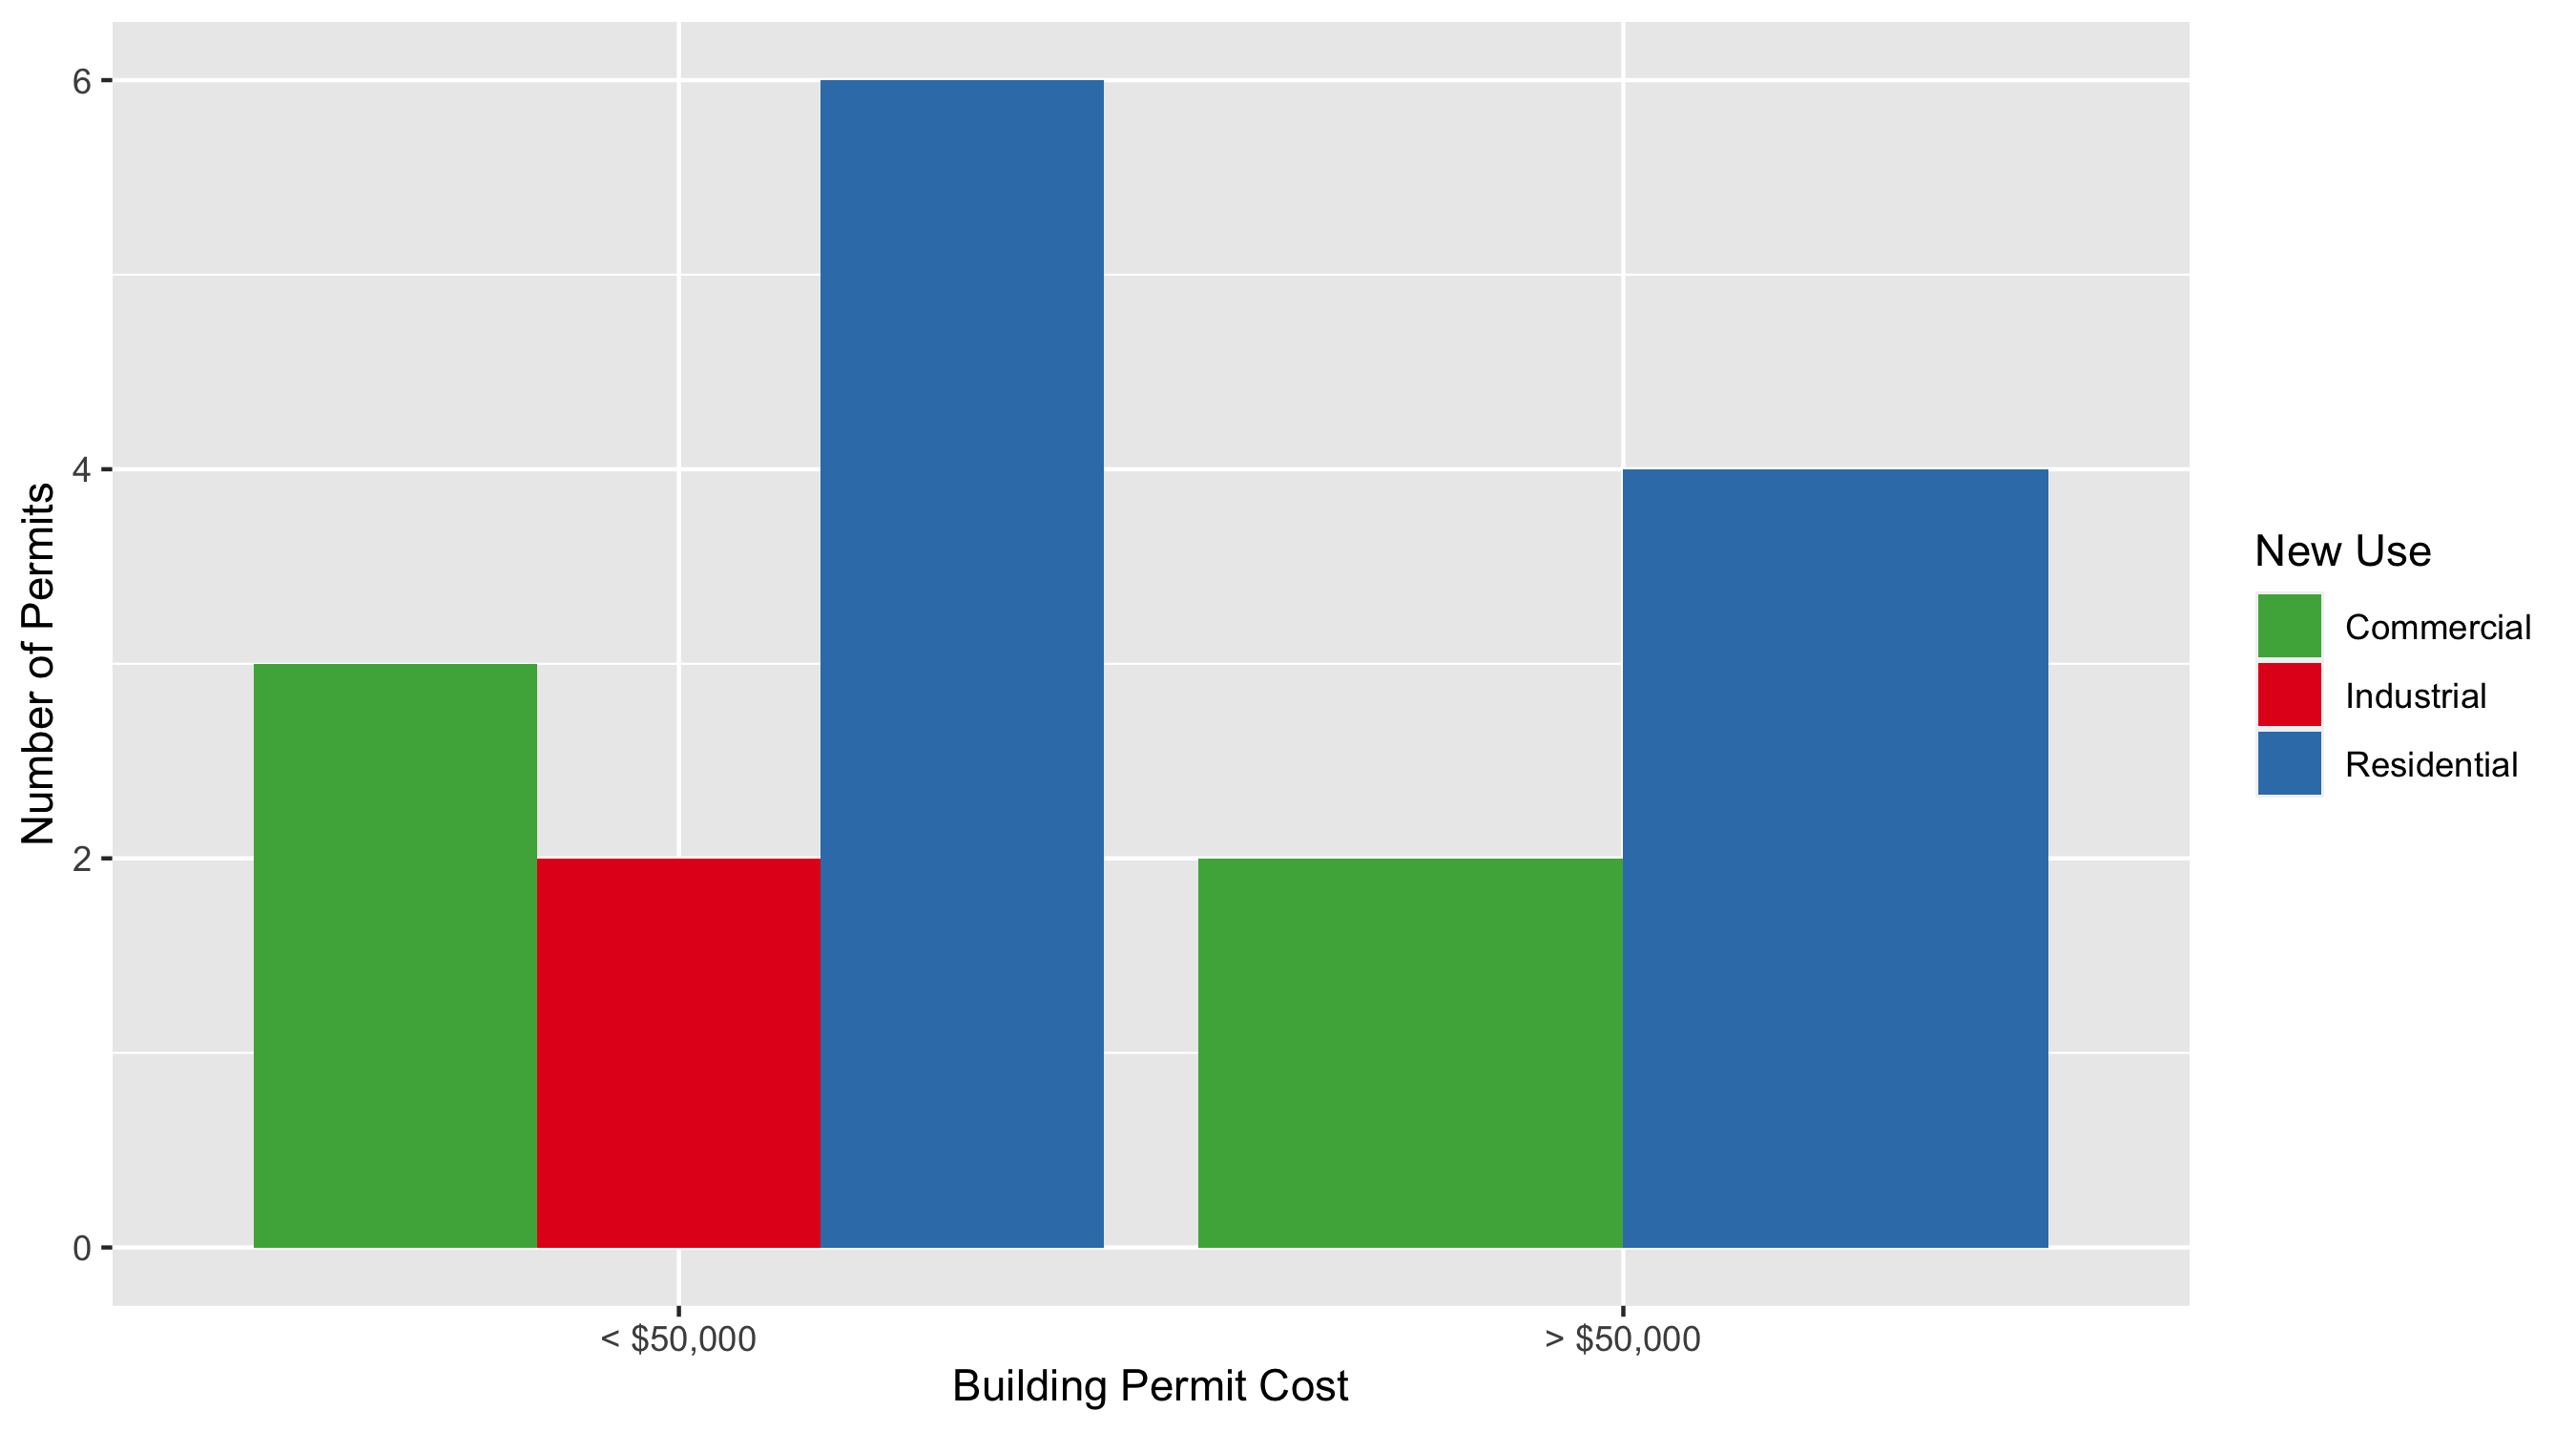 6
4
2
0
Number of Permits
< $50,000
> $50,000
Building Permit Cost
New Use
Commercial
Industrial
Residential